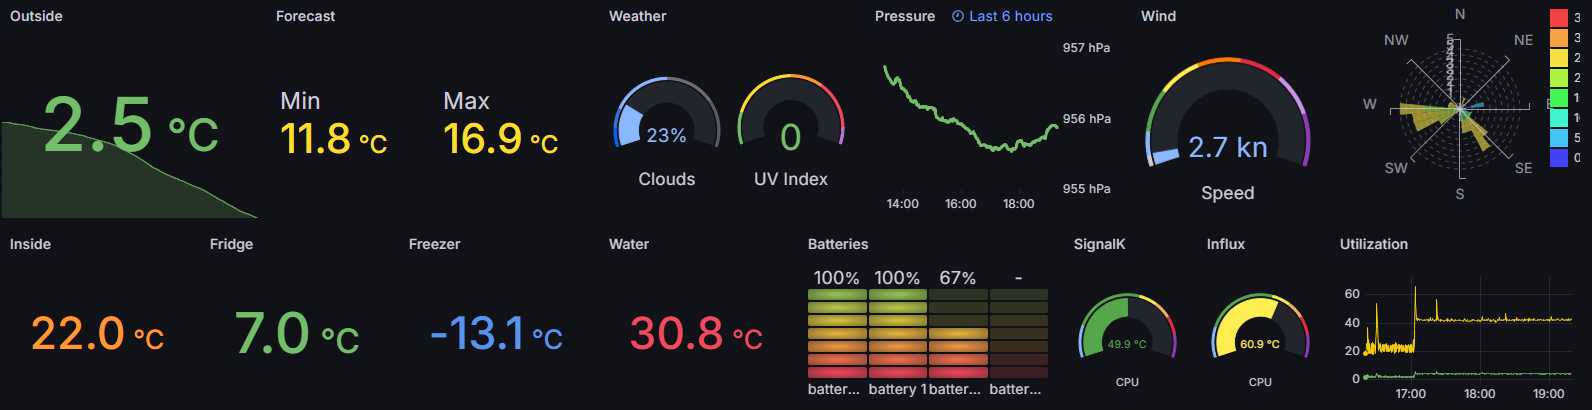 Outside
2.5 °C
Forecast
Min
11.8 °C
Max
16.9 °C
Weather
23%
Clouds
0
UV Index
Pressure
Last 6 hours
957 hPa
956 hPa
955 hPa
14:00 16:00 18:00
Wind
2.7 kn
Speed
N
NE
SE
S
SW
W
NW
3
3
2
2
1
1
5
0
Inside
22.0 °C
Fridge
7.0 °C
Freezer
-13.1 °C
Water
30.8 °C
Batteries
100% 100% 67% -
batter... battery 1 batter... batter...
SignalK
49.9 °C
CPU
Influx
60.9 °C
CPU
Utilization
60
40
20
0
17:00 18:00 19:00